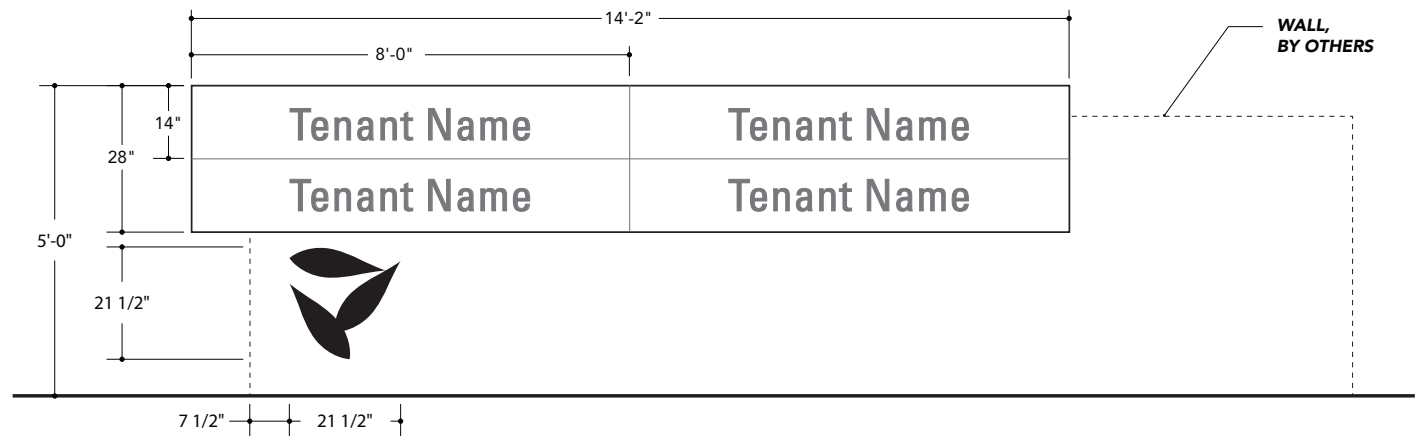 14'-2"
WALL,
BY OTHERS
8'-0"
14"
Tenant Name Tenant Name
28"
Tenant Name Tenant Name
5'-0"
21 1/2"
7 1/2" 21 1/2"